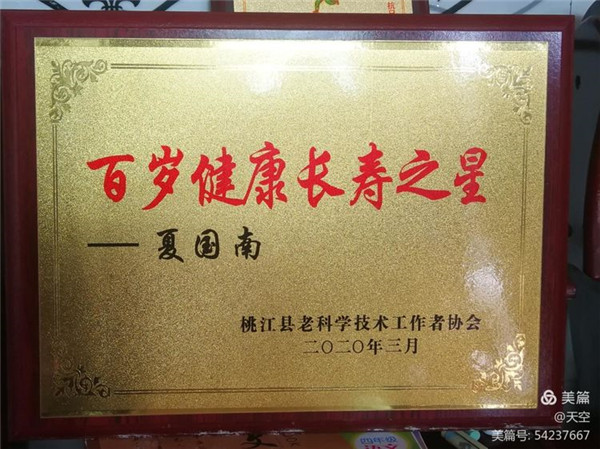 百岁健康长寿之星
——夏国南
桃江县老科学技术工作者协会
二〇二〇年三月
美篇
@天空
美篇号: 54237667